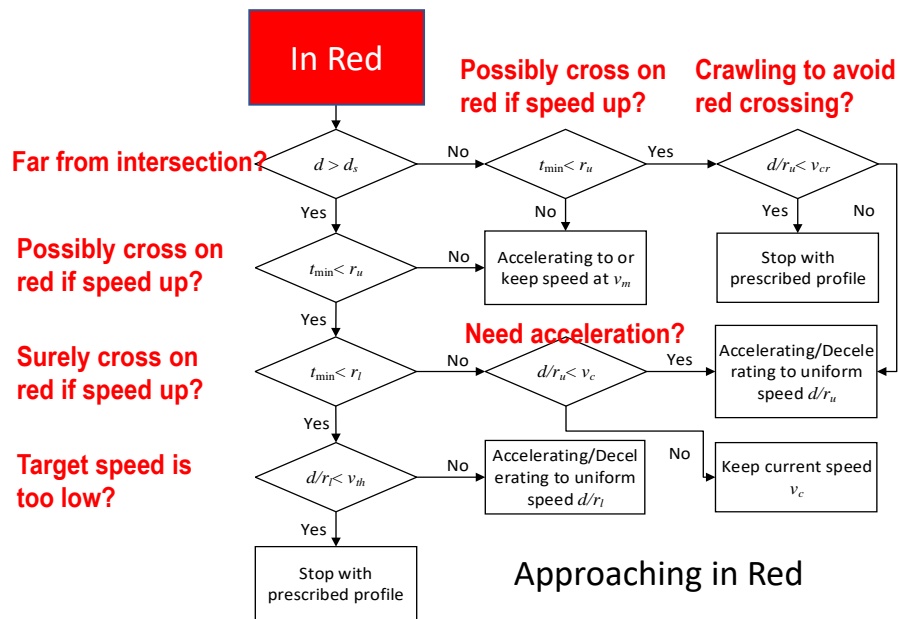 In Red
Possibly cross on
red if speed up?
Crawling to avoid
red crossing?
Far from intersection?
d > dₛ
No
t_min < r_u
Yes
d/r_u < v_cr
Yes
No
Yes
No
Possibly cross on
red if speed up?
t_min < r_u
No
Accelerating to or
keep speed at v_m
Stop with
prescribed profile
Yes
Need acceleration?
Surely cross on
red if speed up?
t_min < r_l
No
d/r_u < v_c
Yes
Accelerating/Decele
rating to uniform
speed d/r_u
Yes
Target speed is
too low?
d/r_l < v_th
No
Accelerating/Decel
erating to uniform
speed d/r_l
No
Keep current speed
v_c
Yes
Stop with
prescribed profile
Approaching in Red